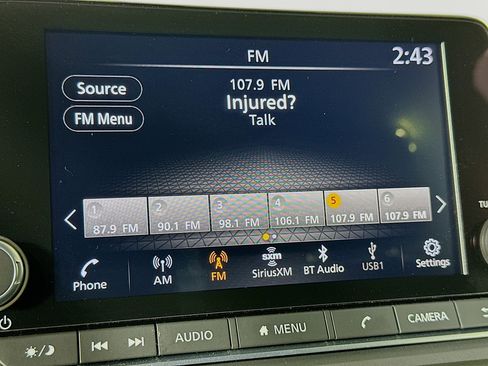 FM
2:43
Source
107.9 FM
FM Menu
Injured?
Talk
1 2 3 4 5 6
87.9 FM 90.1 FM 98.1 FM 106.1 FM 107.9 FM 107.9 FM
Phone AM FM sxm SiriusXM BT Audio USB1 Settings
TU
AUDIO MENU CAMERA